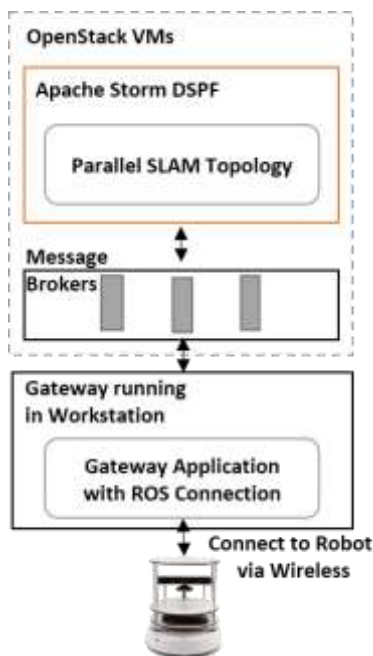 OpenStack VMs
Apache Storm DSPF
Parallel SLAM Topology
Message
Brokers
Gateway running
in Workstation
Gateway Application
with ROS Connection
Connect to Robot
via Wireless